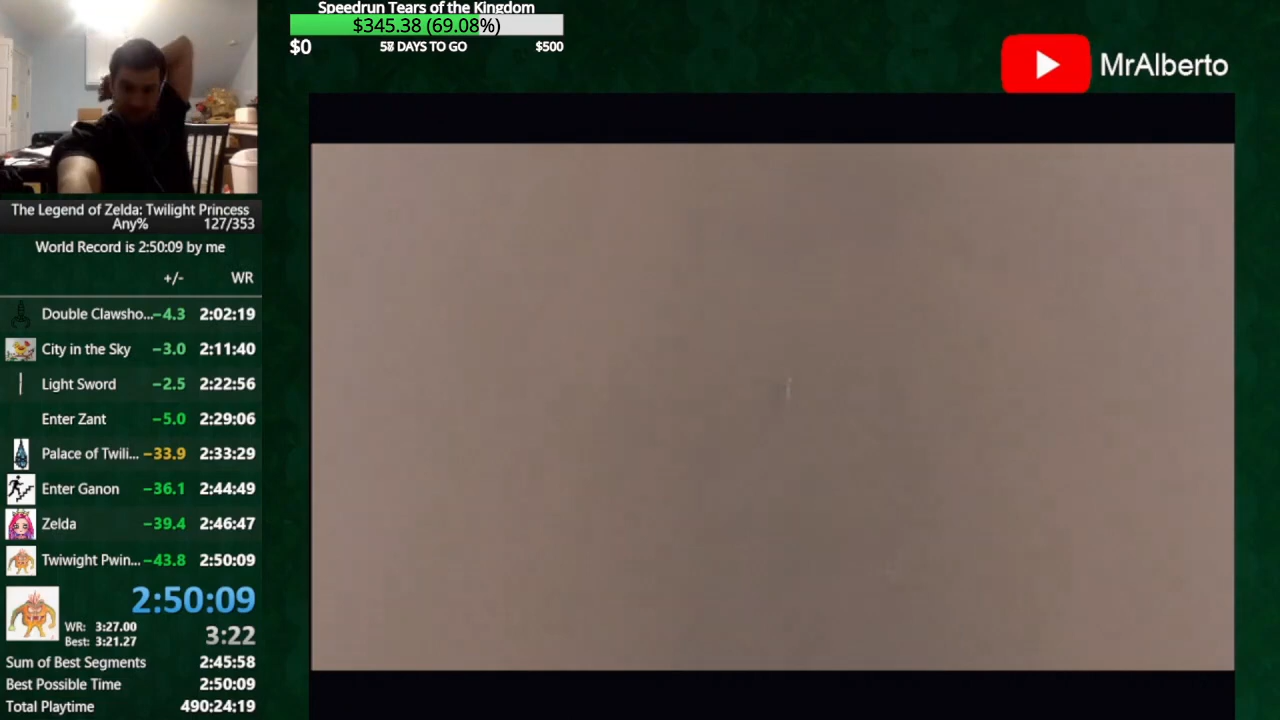 Speedrun Tears of the Kingdom
$345.38 (69.08%)
$0 58 DAYS TO GO $500
MrAlberto
The Legend of Zelda: Twilight Princess
Any% 127/353
World Record is 2:50:09 by me
+/- WR
Double Clawsho... −4.3 2:02:19
City in the Sky −3.0 2:11:40
Light Sword −2.5 2:22:56
Enter Zant −5.0 2:29:06
Palace of Twili... −33.9 2:33:29
Enter Ganon −36.1 2:44:49
Zelda −39.4 2:46:47
Twiwight Pwin... −43.8 2:50:09
2:50:09
WR: 3:27.00
Best: 3:21.27
3:22
Sum of Best Segments 2:45:58
Best Possible Time 2:50:09
Total Playtime 490:24:19